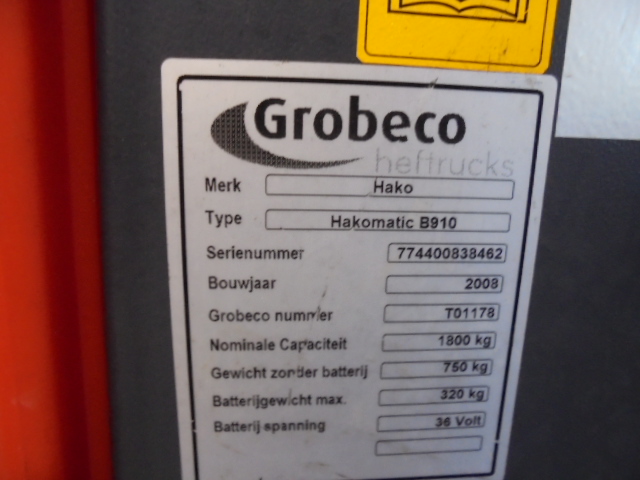 Grobeco
heftrucks
Merk Hako
Type Hakomatic B910
Serienummer 774400838462
Bouwjaar 2008
Grobeco nummer T01178
Nominale Capaciteit 1800 kg
Gewicht zonder batterij 750 kg
Batterijgewicht max. 320 kg
Batterij spanning 36 Volt